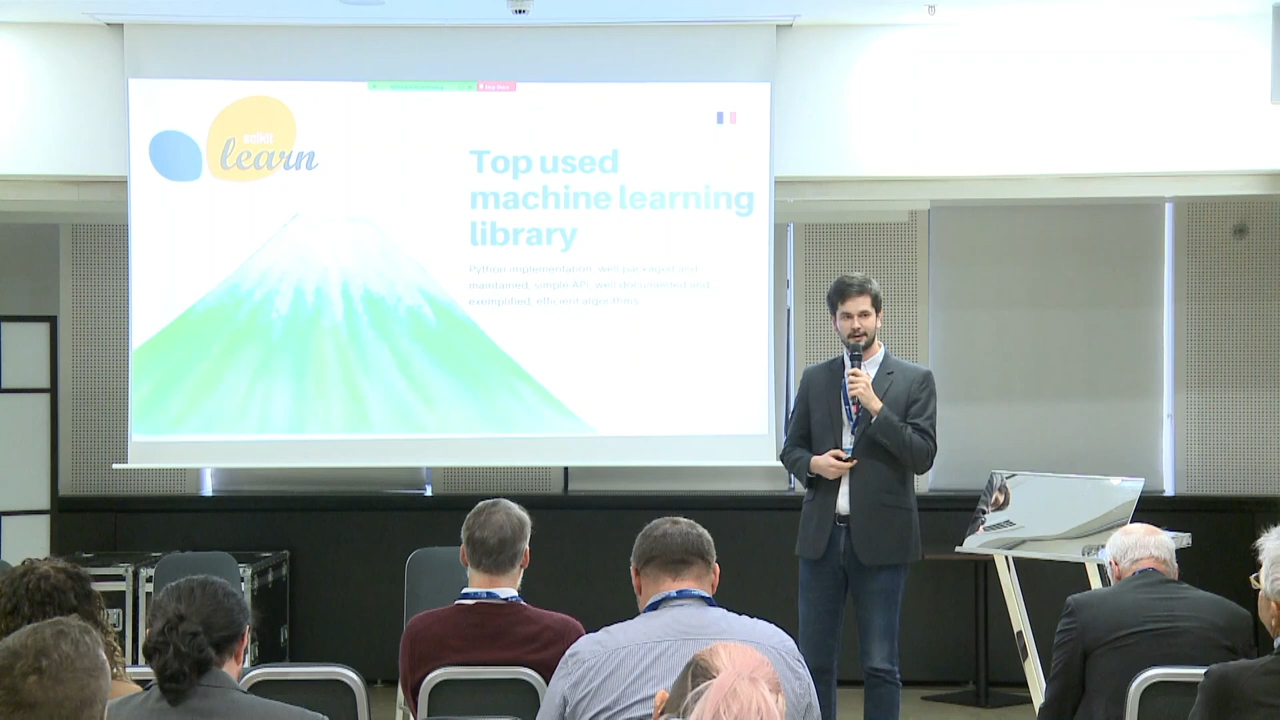 scikit
learn
Top used
machine learning
library
Python implementation, well packaged and
maintained, simple API, well documented and
exemplified, efficient algorithms